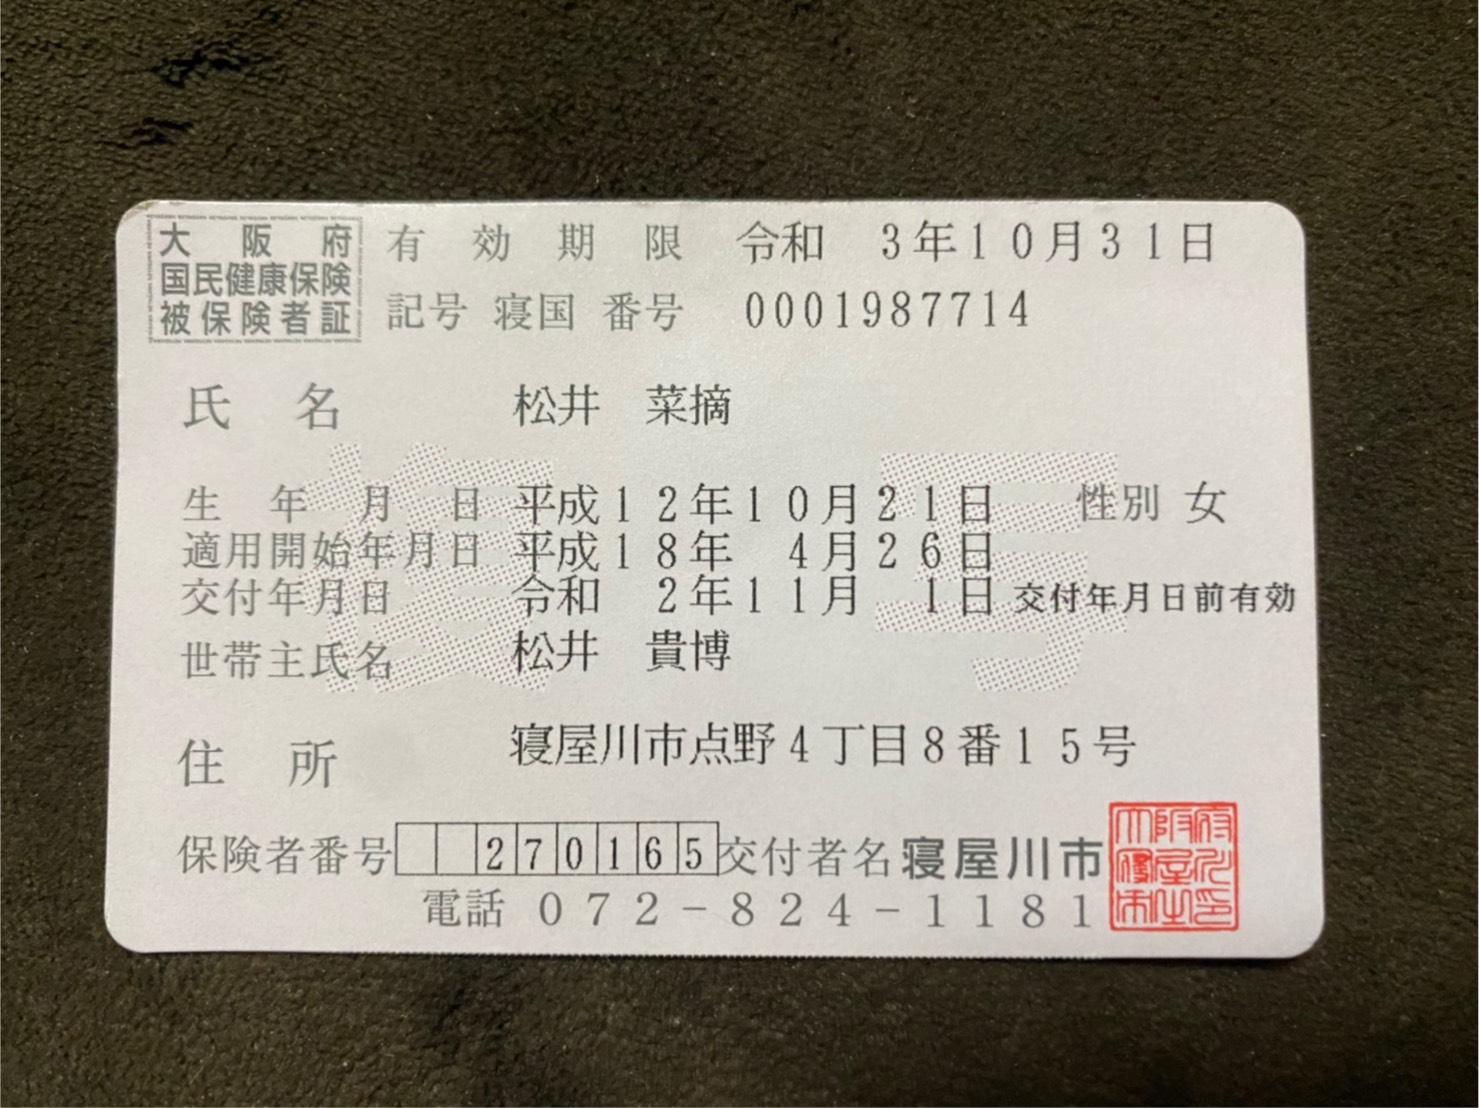 大阪府
国民健康保険
被保険者証
有効期限 令和 3年10月31日
記号 寝国 番号 0001987714
氏名 松井 菜摘
生年月日 平成12年10月21日 性別 女
適用開始年月日 平成18年 4月26日
交付年月日 令和 2年11月 1日 交付年月日前有効
世帯主氏名 松井 貴博
住所 寝屋川市点野4丁目8番15号
保険者番号 270165 交付者名 寝屋川市
電話 072-824-1181
複写